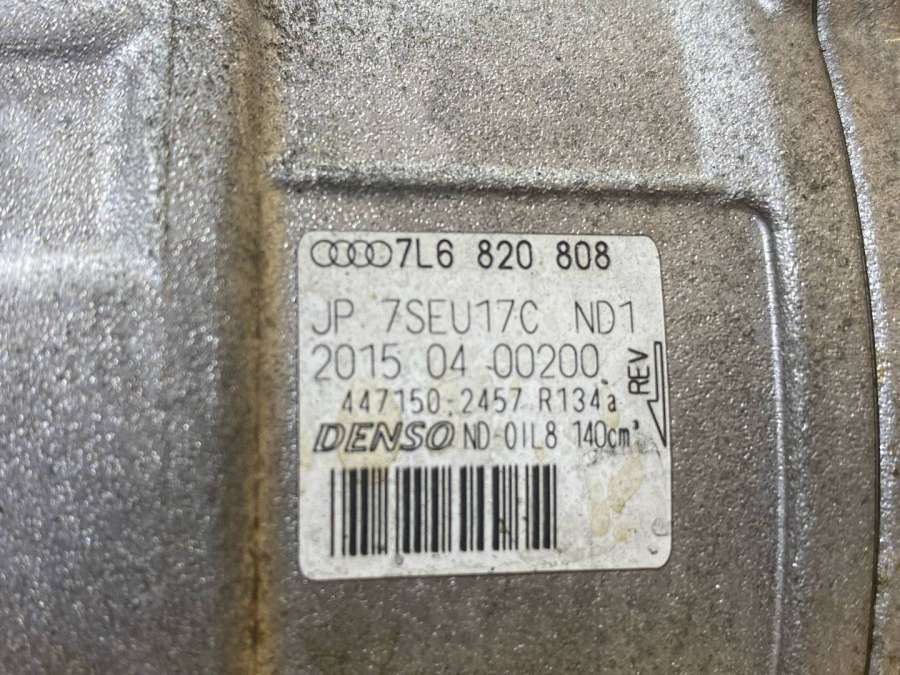 7L6 820 808
JP 7SEU17C ND1
2015 04 00200
REV
447150-2457 R134a
DENSO ND-OIL8 140cm³